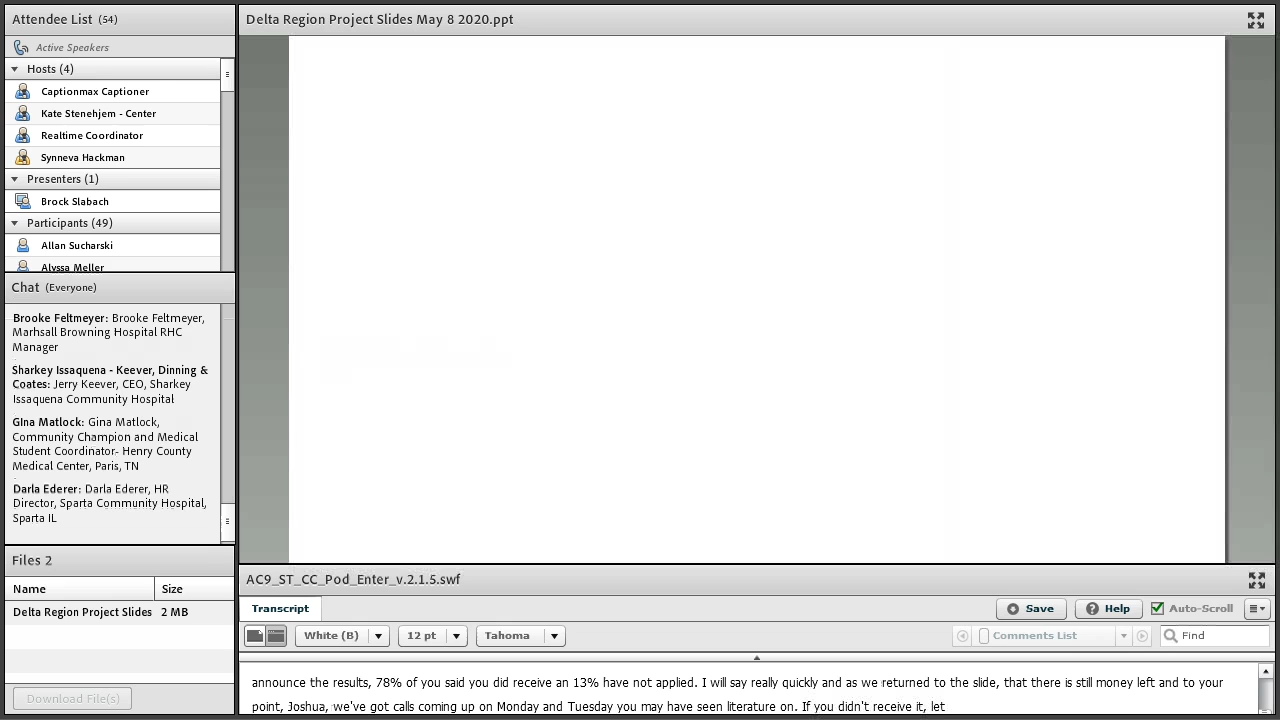 Attendee List (54)
Active Speakers
Hosts (4)
Captionmax Captioner
Kate Stenehjem - Center
Realtime Coordinator
Synneva Hackman
Presenters (1)
Brock Slabach
Participants (49)
Allan Sucharski
Alyssa Meller
Chat (Everyone)
Brooke Feltmeyer: Brooke Feltmeyer,
Marhsall Browning Hospital RHC
Manager
Sharkey Issaquena - Keever, Dinning &
Coates: Jerry Keever, CEO, Sharkey
Issaquena Community Hospital
GIna Matlock: Gina Matlock,
Community Champion and Medical
Student Coordinator- Henry County
Medical Center, Paris, TN
Darla Ederer: Darla Ederer, HR
Director, Sparta Community Hospital,
Sparta IL
Files 2
Name Size
Delta Region Project Slides 2 MB
Download File(s)
Delta Region Project Slides May 8 2020.ppt
AC9_ST_CC_Pod_Enter_v.2.1.5.swf
Transcript Save Help Auto-Scroll
White (B) 12 pt Tahoma Comments List Find
announce the results, 78% of you said you did receive an 13% have not applied. I will say really quickly and as we returned to the slide, that there is still money left and to your
point, Joshua, we've got calls coming up on Monday and Tuesday you may have seen literature on. If you didn't receive it, let